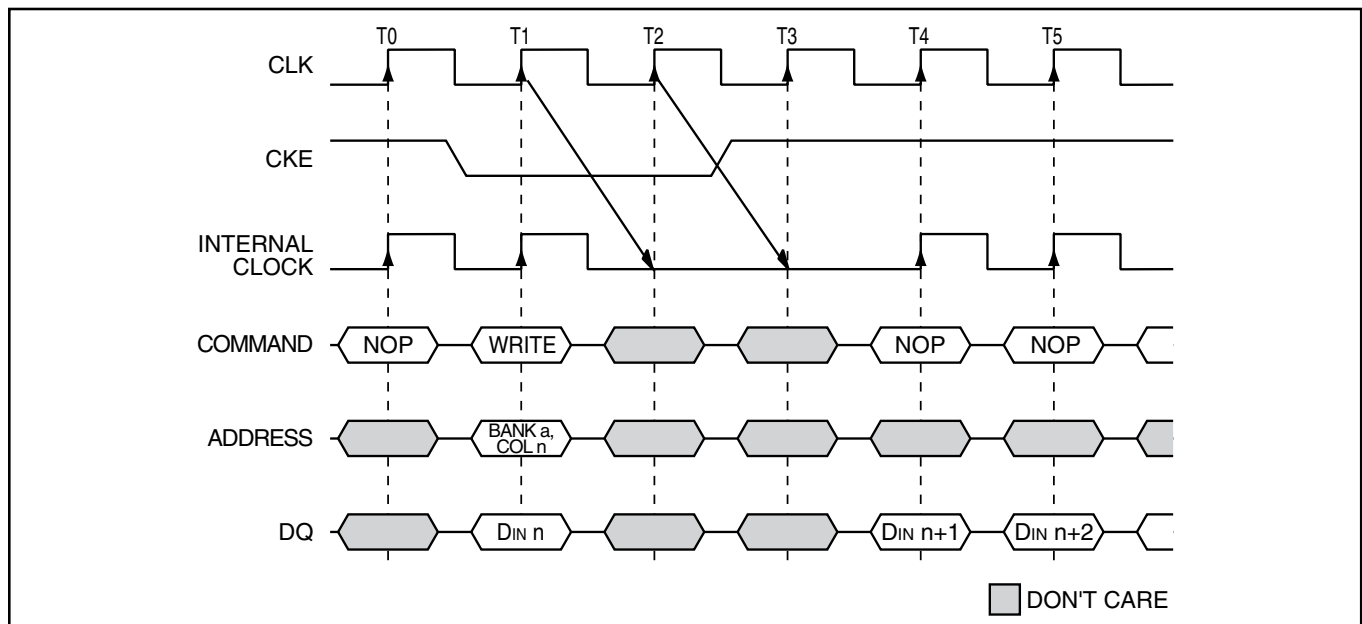 T0 T1 T2 T3 T4 T5
CLK
CKE
INTERNAL
CLOCK
COMMAND NOP WRITE NOP NOP
ADDRESS BANK a,
COL n
DQ DIN n DIN n+1 DIN n+2
DON'T CARE